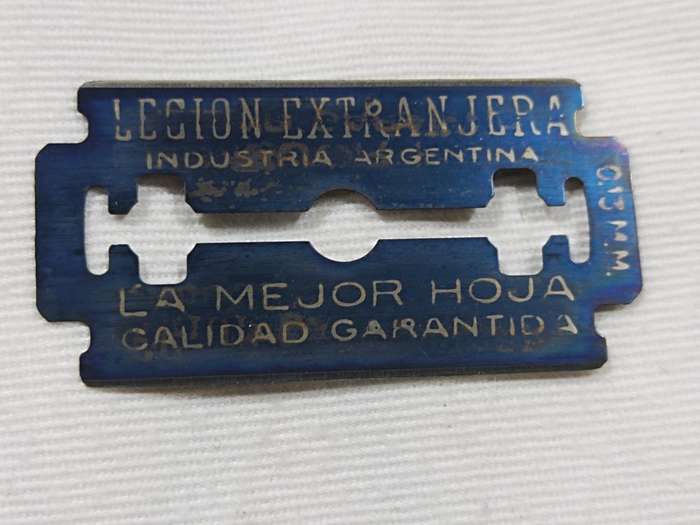 LEGION EXTRANJERA
INDUSTRIA ARGENTINA
0.13 M.M.
LA MEJOR HOJA
CALIDAD GARANTIDA